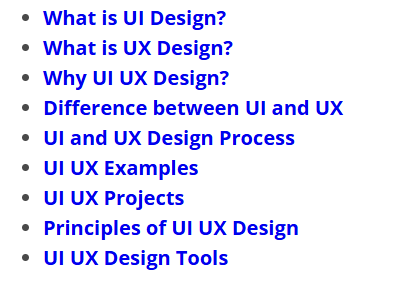 What is UI Design?
What is UX Design?
Why UI UX Design?
Difference between UI and UX
UI and UX Design Process
UI UX Examples
UI UX Projects
Principles of UI UX Design
UI UX Design Tools